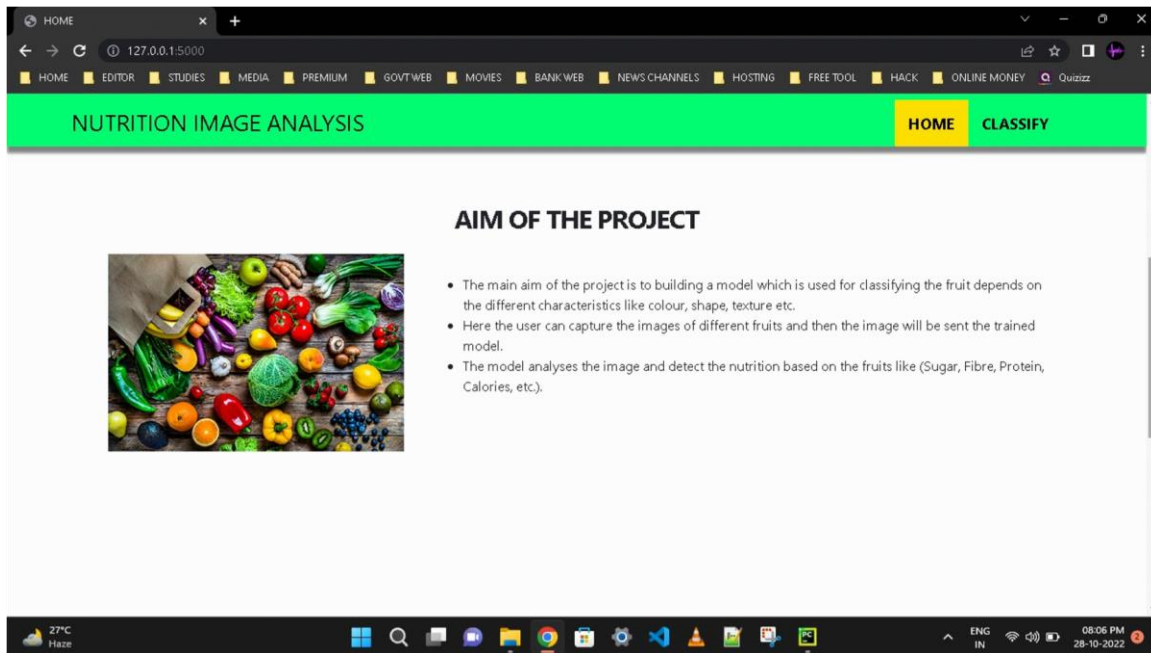 HOME
127.0.0.1:5000
HOME EDITOR STUDIES MEDIA PREMIUM GOVT WEB MOVIES BANK WEB NEWS CHANNELS HOSTING FREE TOOL HACK ONLINE MONEY Quizizz
NUTRITION IMAGE ANALYSIS HOME CLASSIFY
AIM OF THE PROJECT
• The main aim of the project is to building a model which is used for classifying the fruit depends on
the different characteristics like colour, shape, texture etc.
• Here the user can capture the images of different fruits and then the image will be sent the trained
model.
• The model analyses the image and detect the nutrition based on the fruits like (Sugar, Fibre, Protein,
Calories, etc.).
27°C
Haze
PC
ENG
IN
08:06 PM
28-10-2022
2